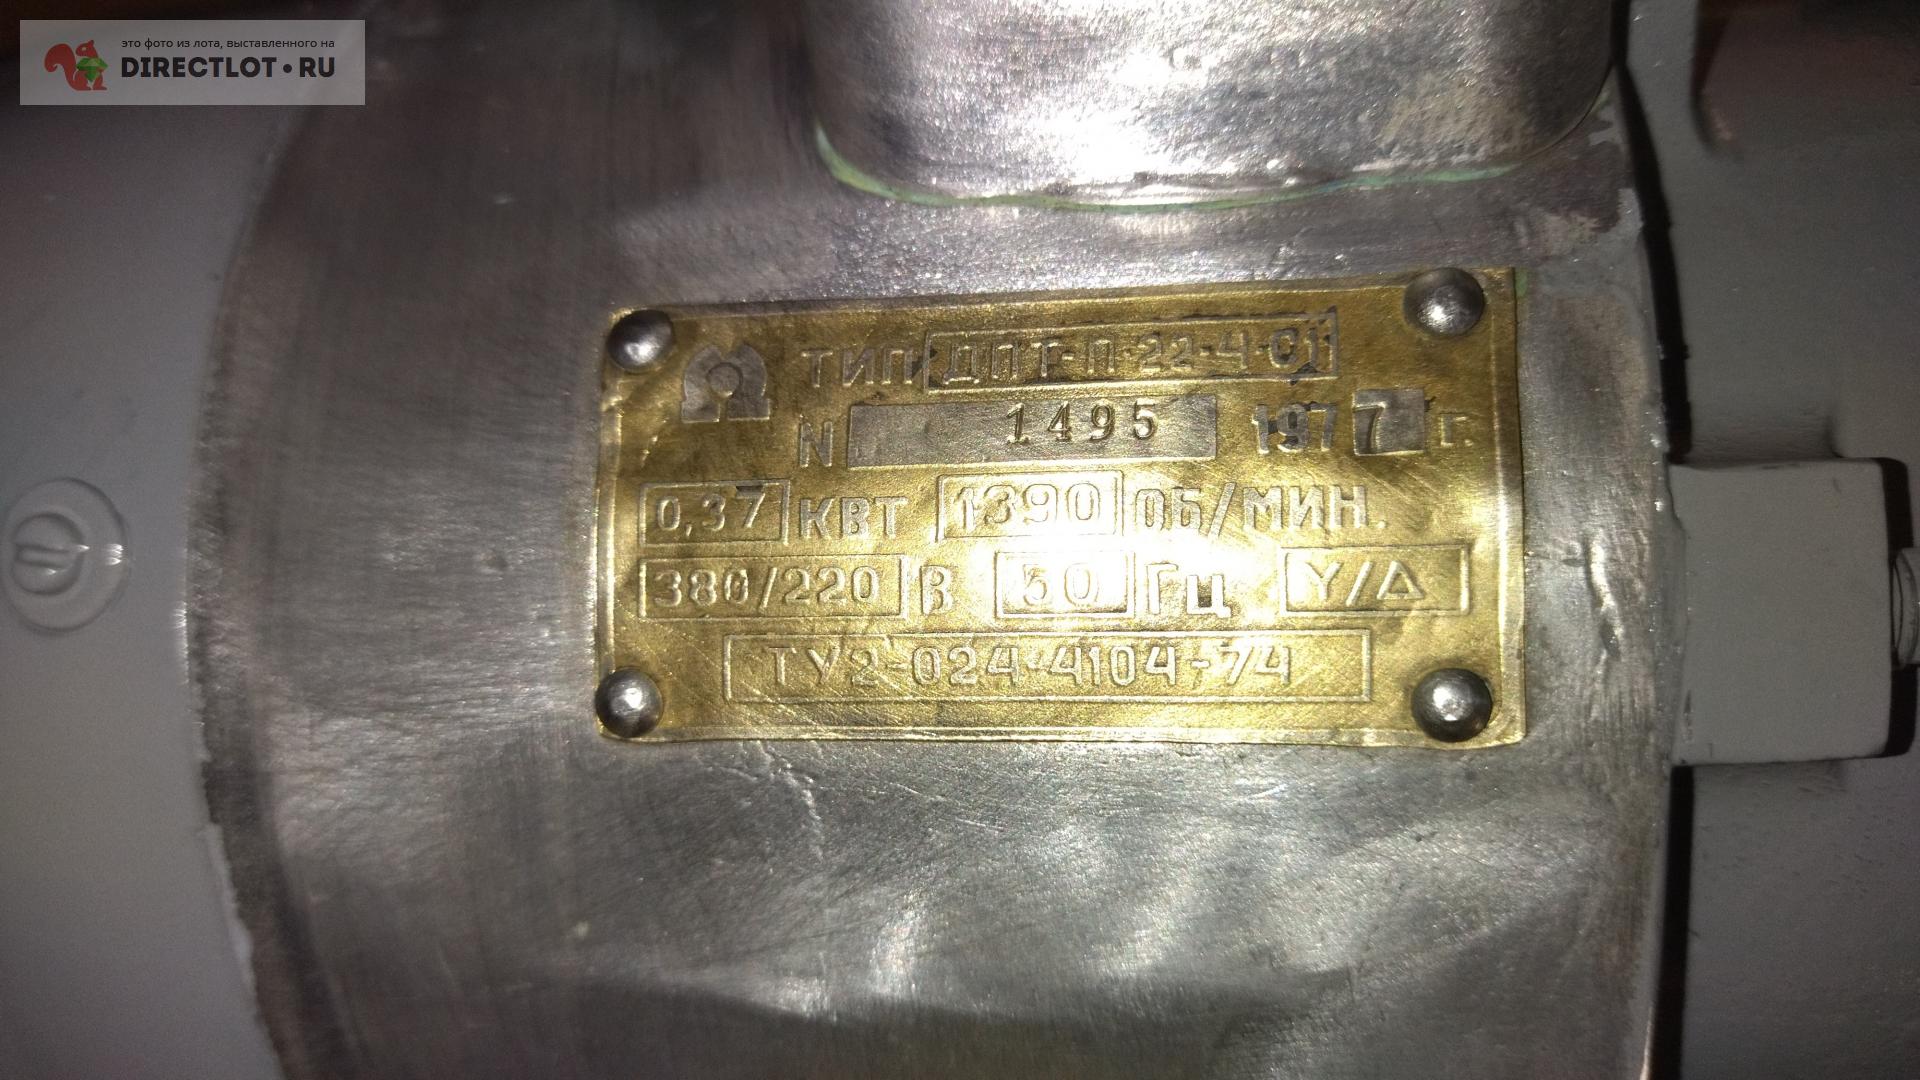 это фото из лота, выставленного на
DIRECTLOT•RU
ТИП ДПТ-П-22-4-01
N 1495 1977 г.
0,37 КВТ 1390 ОБ/МИН.
380/220 В 50 Гц Y/Δ
ТУ2-024-4104-74